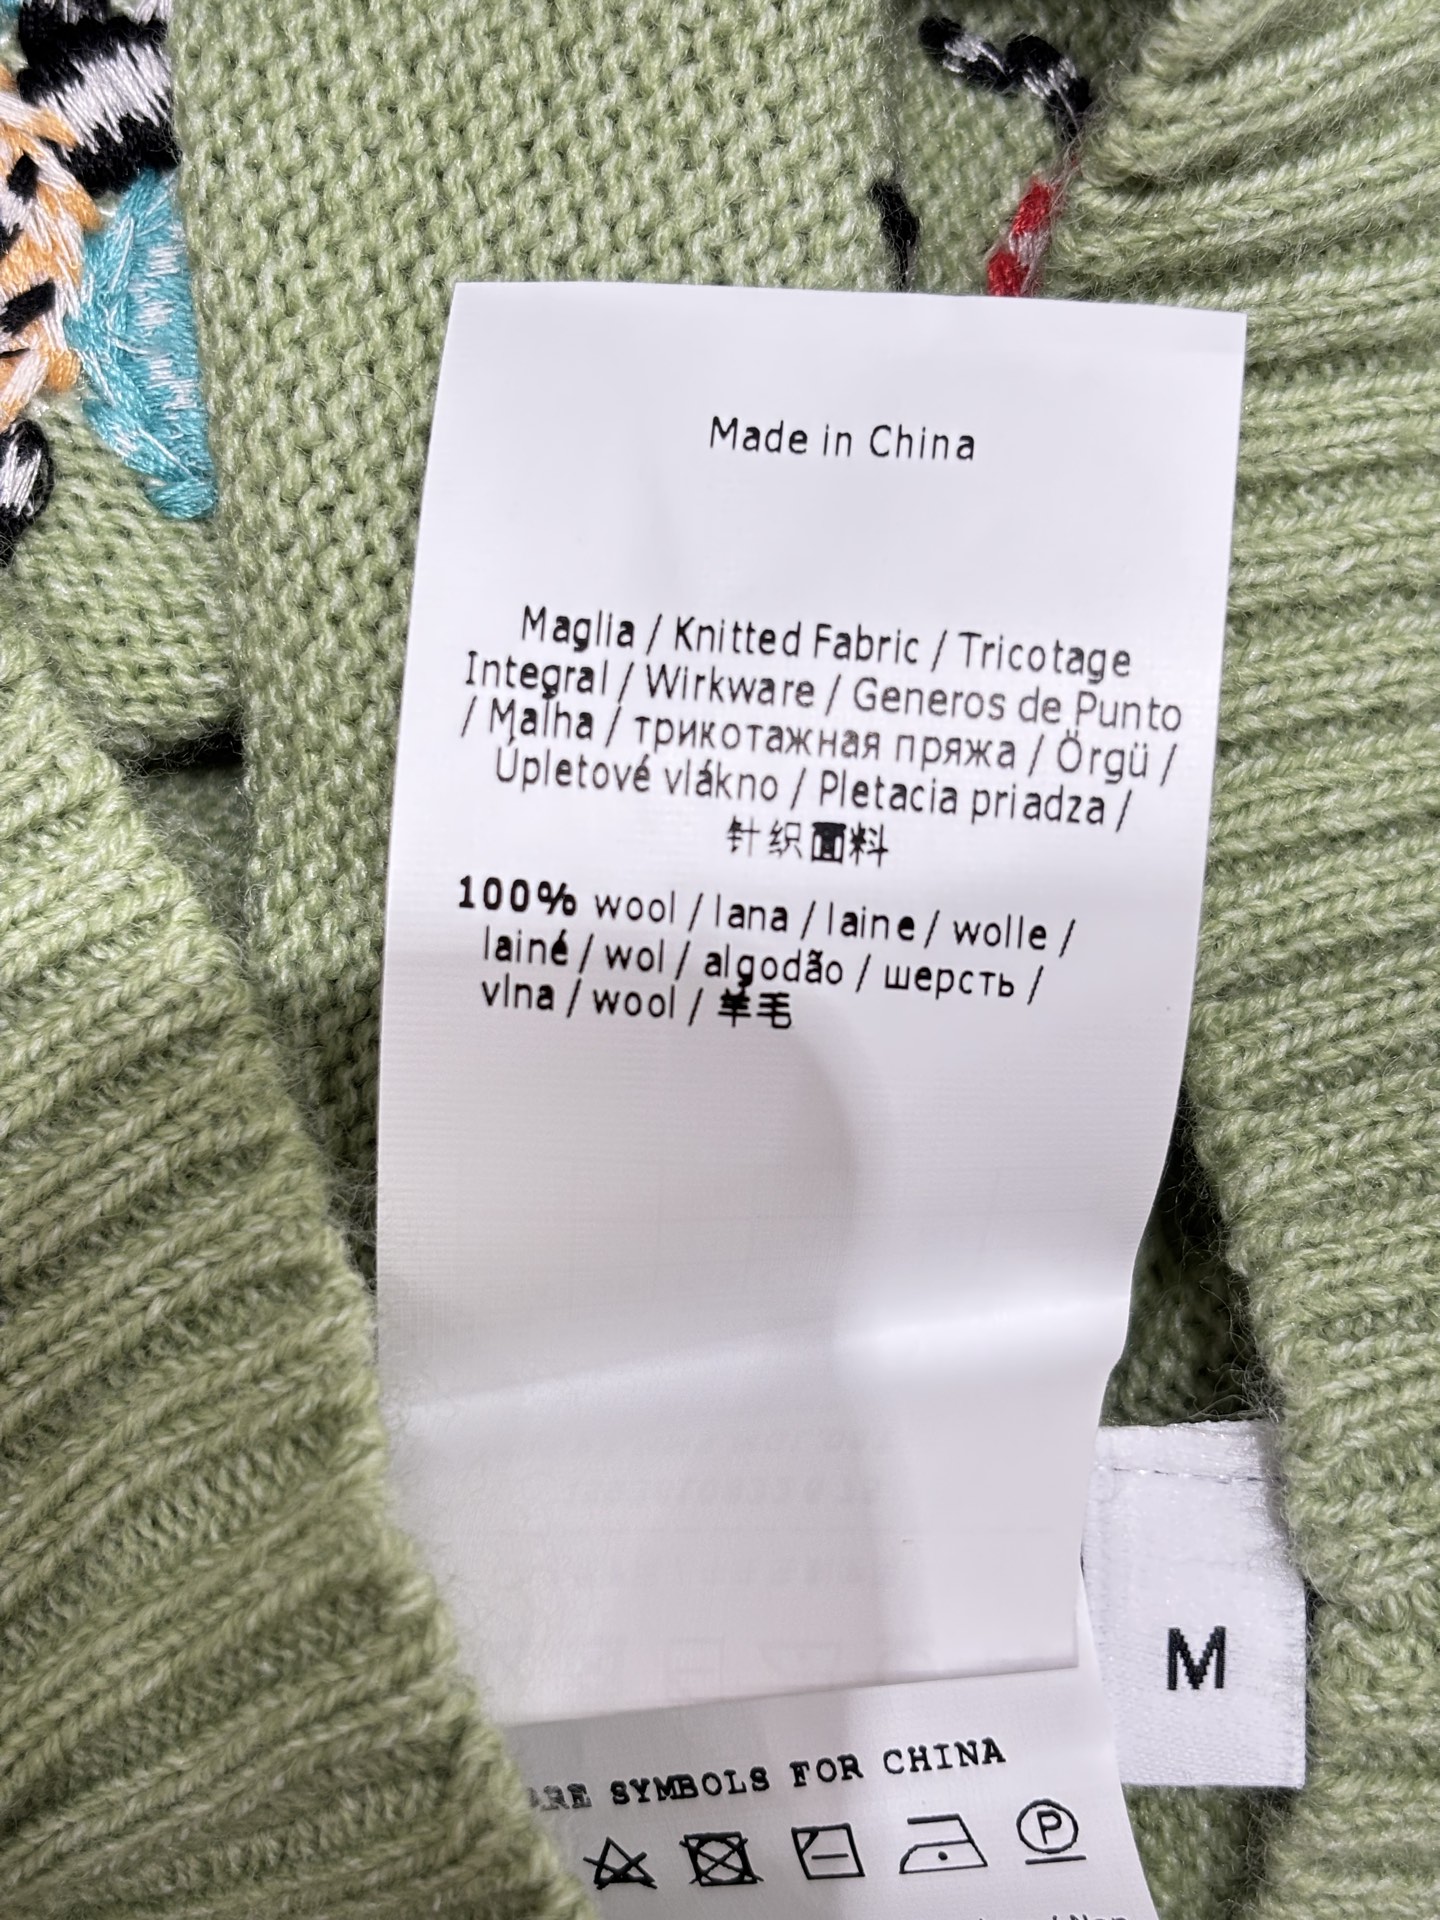 Made in China
Maglia / Knitted Fabric / Tricotage
Integral / Wirkware / Generos de Punto
/ Malha / трикотажная пряжа / Örgü /
Úpletové vlákno / Pletacia priadza /
针织面料
100% wool / lana / laine / wolle /
lainé / wol / algodão / шерсть /
vlna / wool / 羊毛
M
SYMBOLS FOR CHINA
P